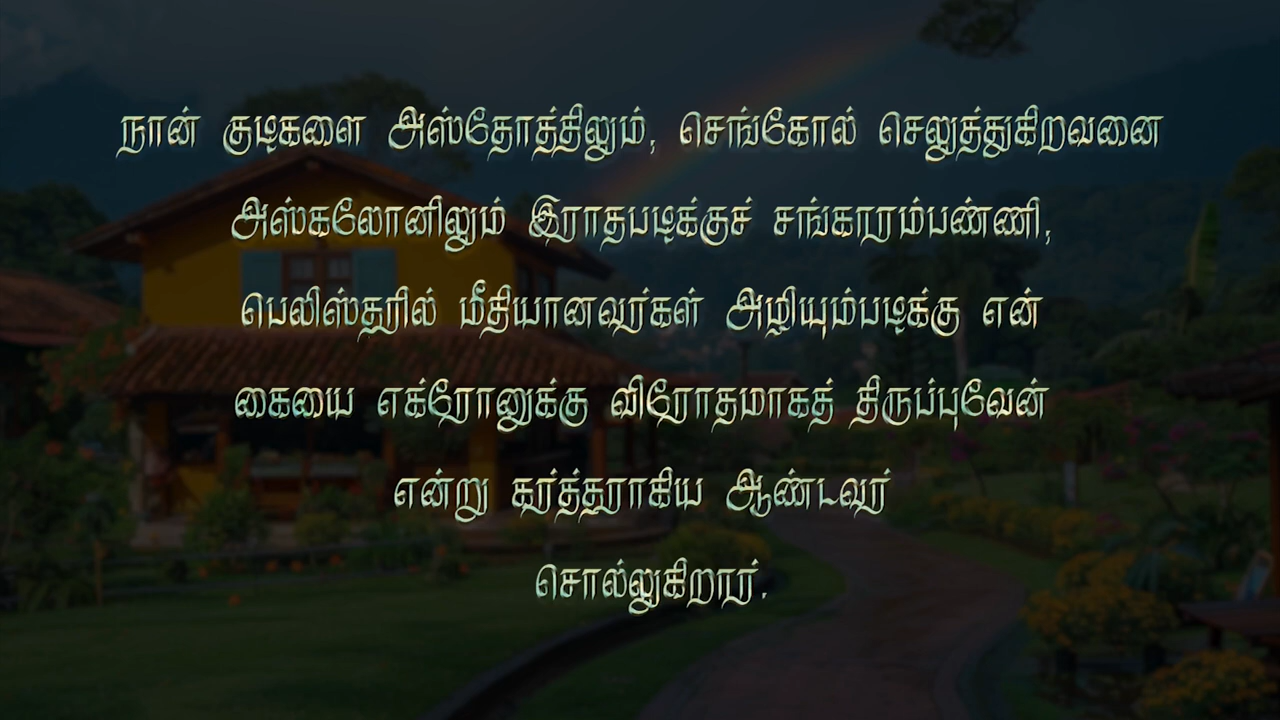 நான் குடிகளை அஸ்தோத்திலும், செங்கோல் செலுத்துகிறவனை
அஸ்கலோனிலும் இராதபடிக்குச் சங்காரம்பண்ணி,
பெலிஸ்தரில் மீதியானவர்கள் அழியும்படிக்கு என்
கையை எக்ரோனுக்கு விரோதமாகத் திருப்புவேன்
என்று கர்த்தராகிய ஆண்டவர்
சொல்லுகிறார்.